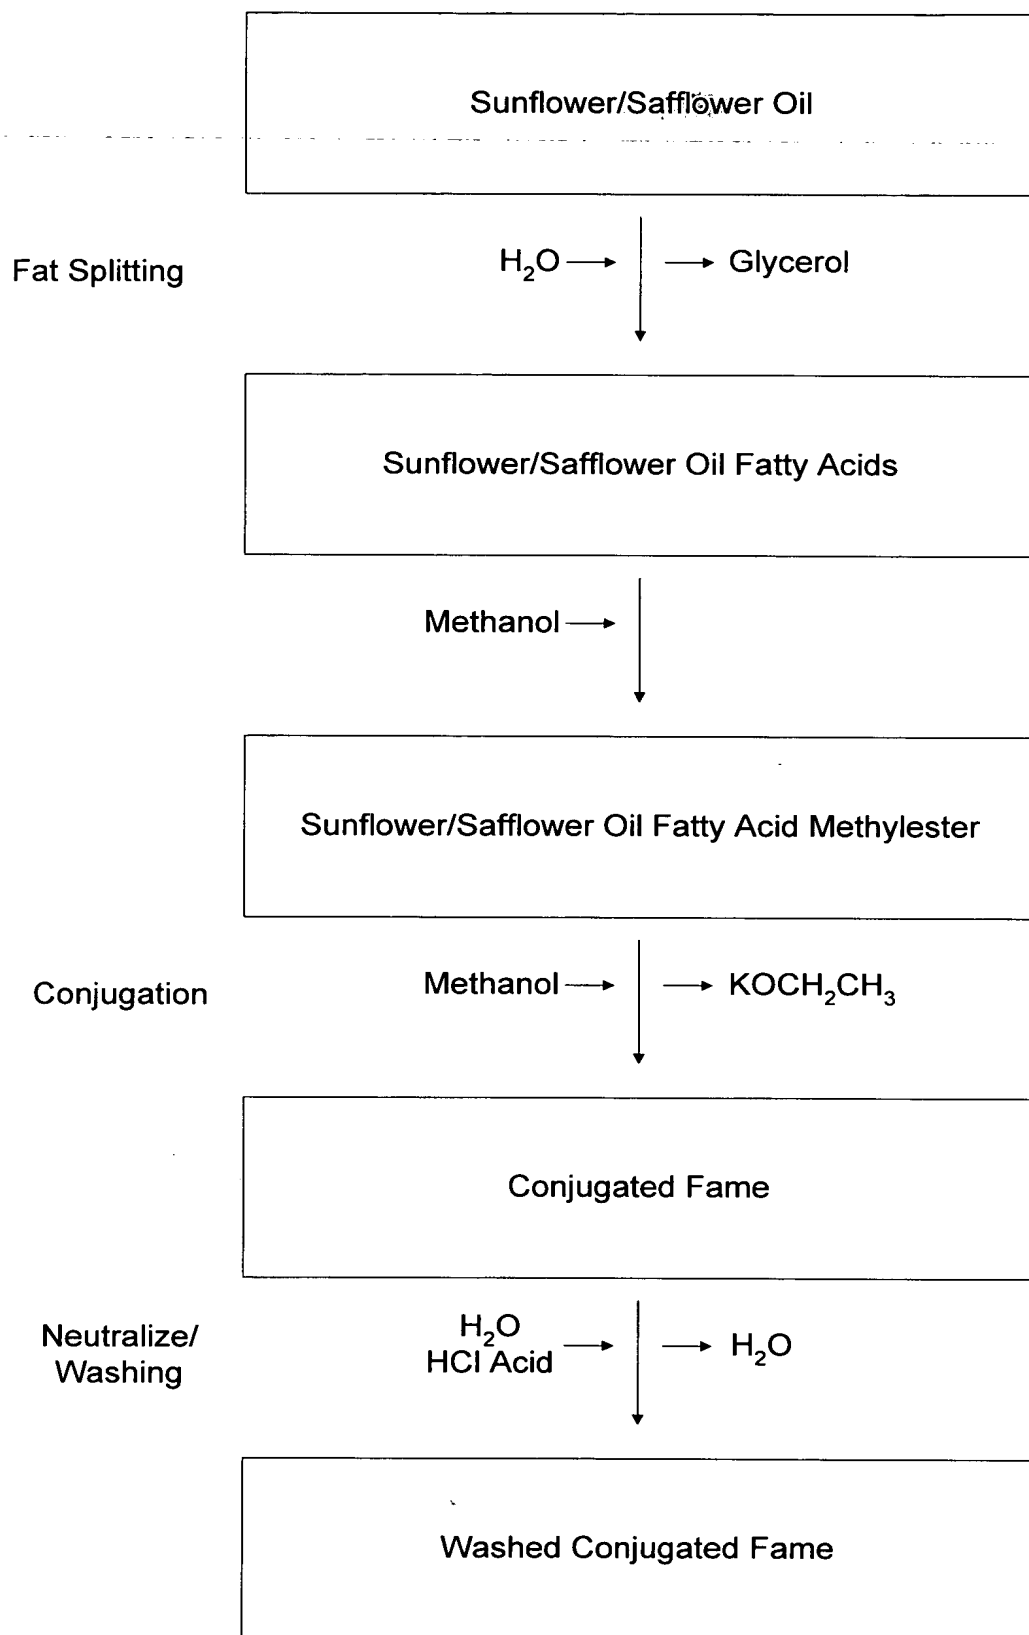 Sunflower/Safflower Oil
Fat Splitting
H₂O
Glycerol
Sunflower/Safflower Oil Fatty Acids
Methanol
Sunflower/Safflower Oil Fatty Acid Methylester
Conjugation
Methanol
KOCH₂CH₃
Conjugated Fame
Neutralize/
Washing
H₂O
HCl Acid
H₂O
Washed Conjugated Fame